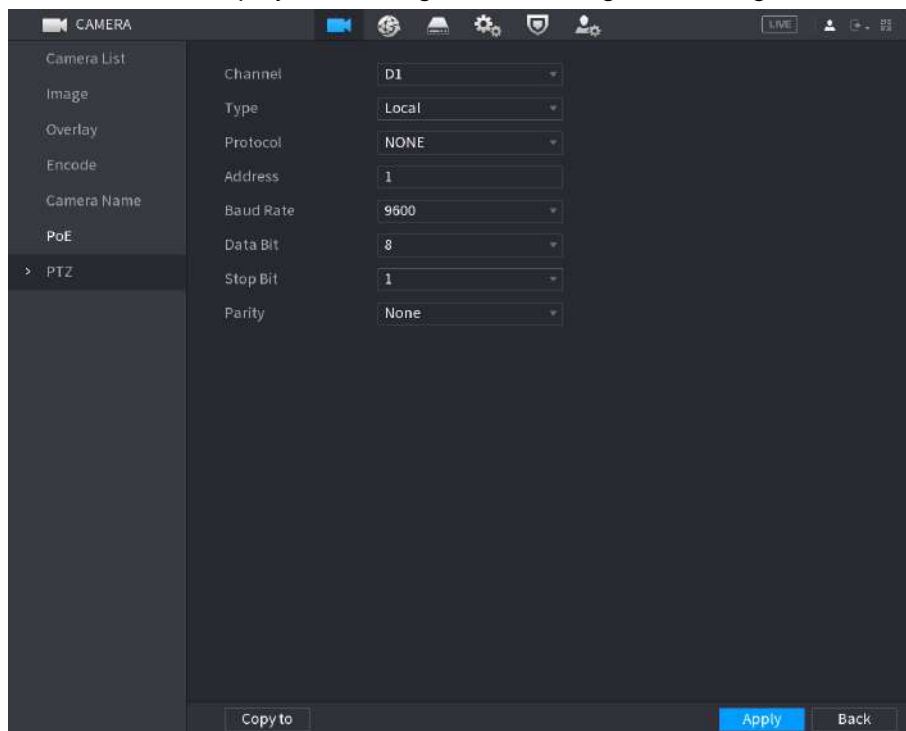 CAMERA
LIVE
Camera List
Image
Overlay
Encode
Camera Name
PoE
> PTZ
Channel D1
Type Local
Protocol NONE
Address 1
Baud Rate 9600
Data Bit 8
Stop Bit 1
Parity None
Copy to Apply Back